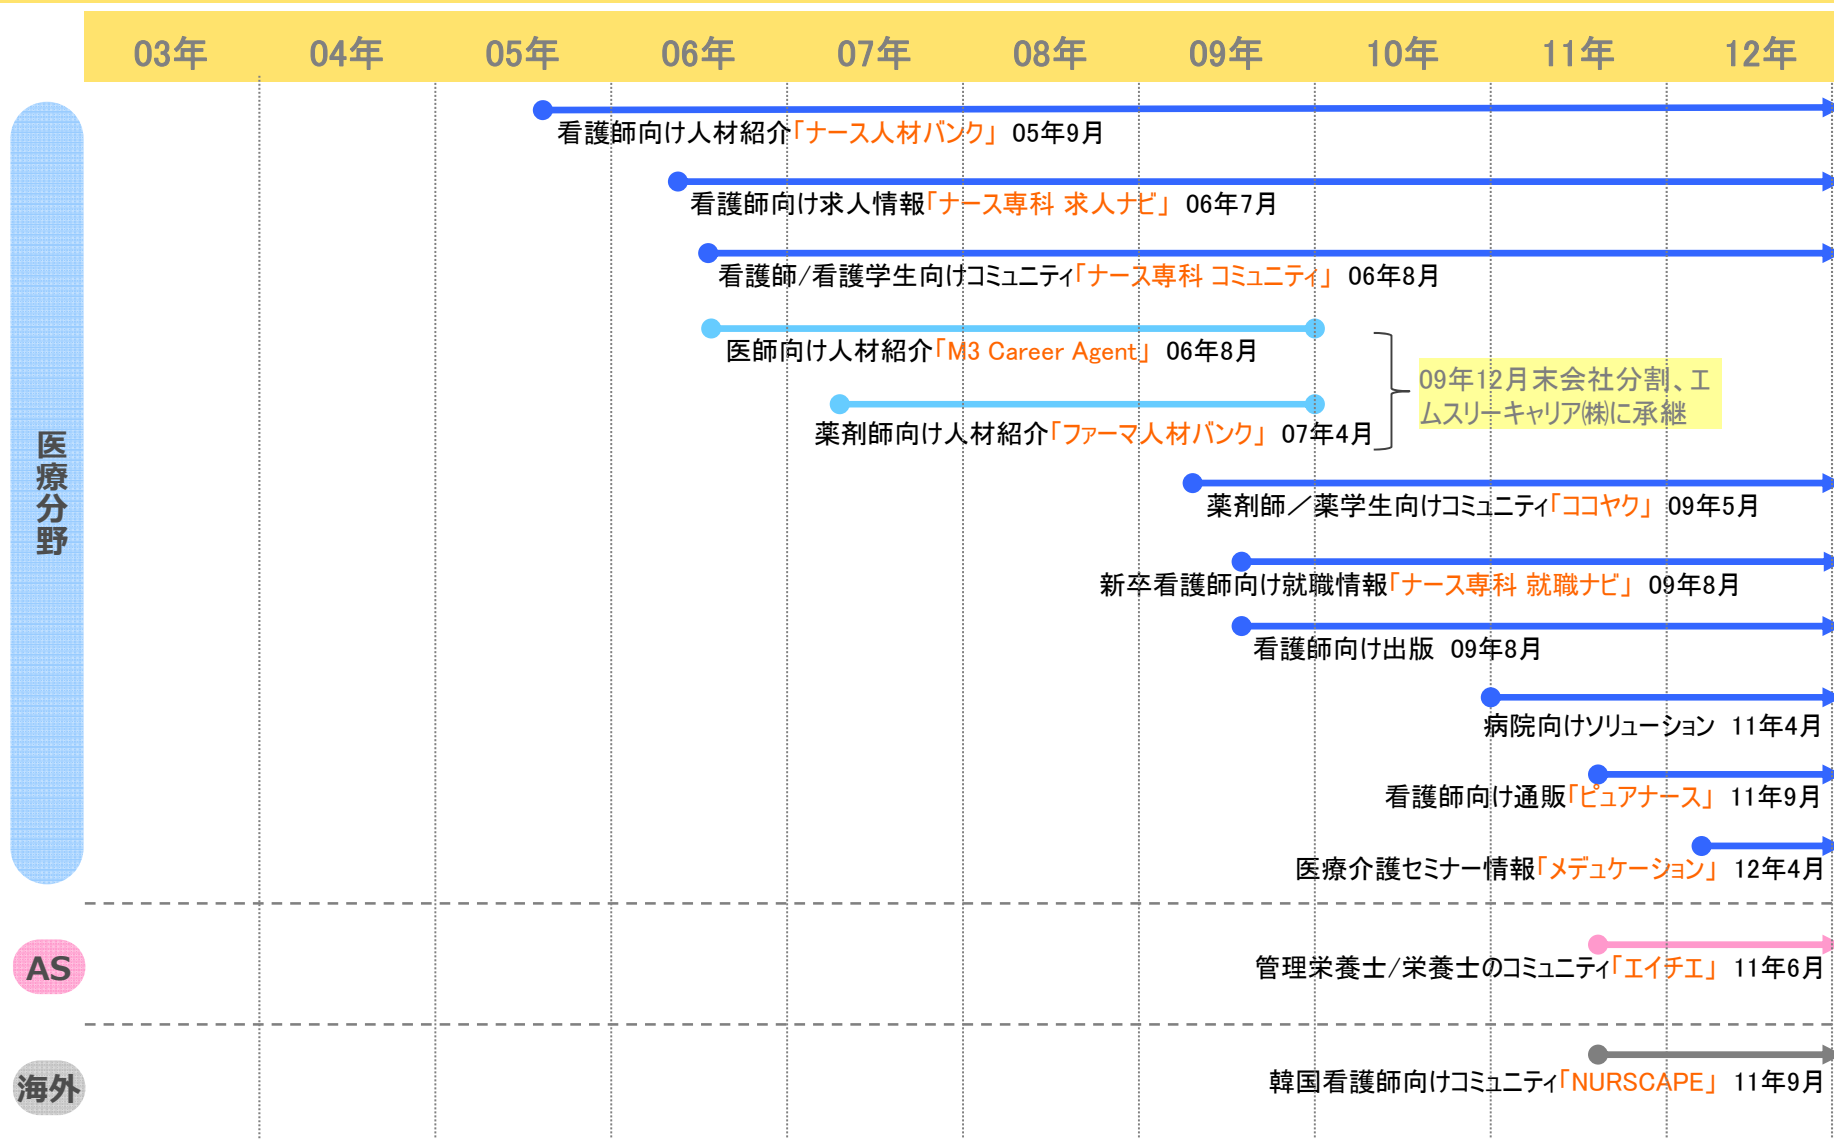 03年 04年 05年 06年 07年 08年 09年 10年 11年 12年
医療分野
看護師向け人材紹介「ナース人材バンク」 05年9月
看護師向け求人情報「ナース専科 求人ナビ」 06年7月
看護師/看護学生向けコミュニティ「ナース専科 コミュニティ」 06年8月
医師向け人材紹介「M3 Career Agent」 06年8月
薬剤師向け人材紹介「ファーマ人材バンク」 07年4月
09年12月末会社分割、エ
ムスリーキャリア㈱に承継
薬剤師／薬学生向けコミュニティ「ココヤク」 09年5月
新卒看護師向け就職情報「ナース専科 就職ナビ」 09年8月
看護師向け出版 09年8月
病院向けソリューション 11年4月
看護師向け通販「ピュアナース」 11年9月
医療介護セミナー情報「メデュケーション」 12年4月
AS
管理栄養士/栄養士のコミュニティ「エイチエ」 11年6月
海外
韓国看護師向けコミュニティ「NURSCAPE」 11年9月